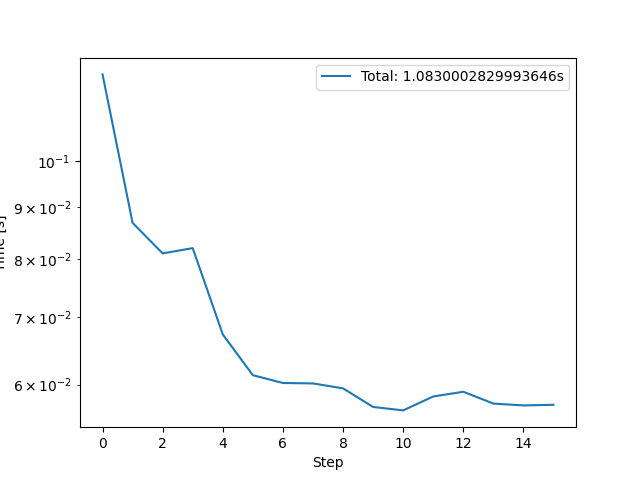 Total: 1.0830002829993646s
10⁻¹
9 × 10⁻²
8 × 10⁻²
7 × 10⁻²
6 × 10⁻²
Time [s]
0 2 4 6 8 10 12 14
Step